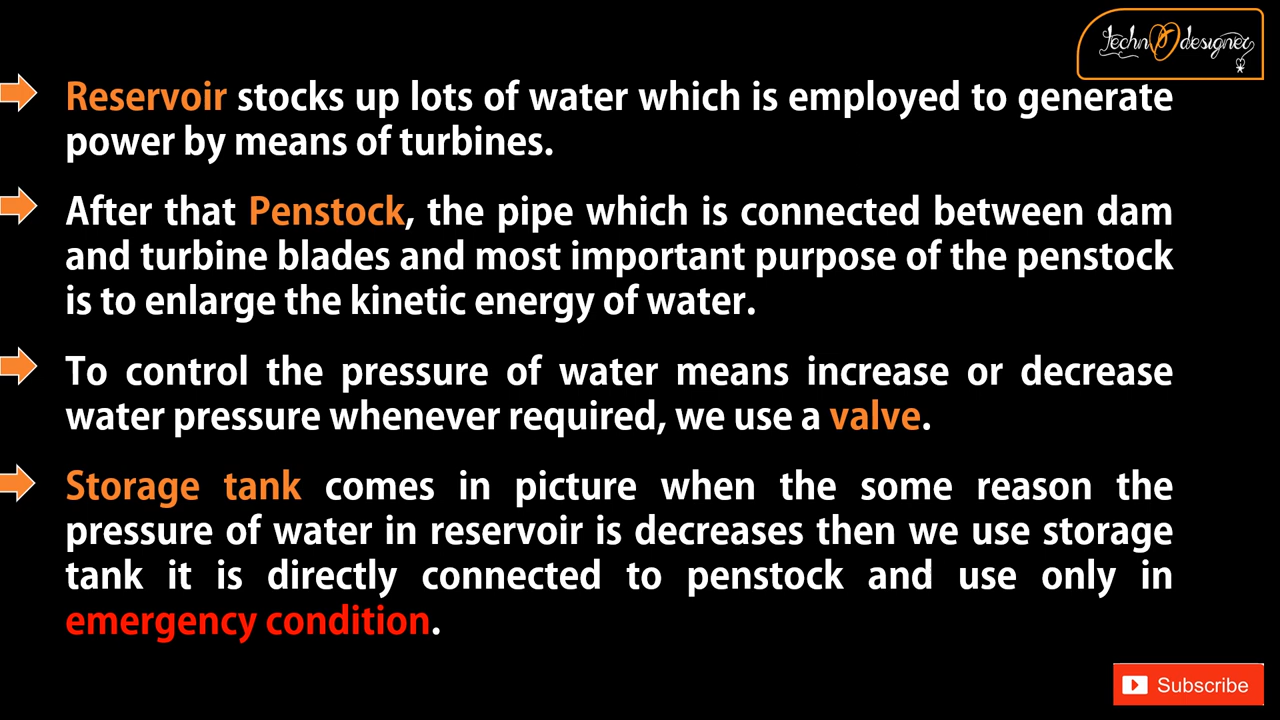 Techno designer
Reservoir stocks up lots of water which is employed to generate
power by means of turbines.
After that Penstock, the pipe which is connected between dam
and turbine blades and most important purpose of the penstock
is to enlarge the kinetic energy of water.
To control the pressure of water means increase or decrease
water pressure whenever required, we use a valve.
Storage tank comes in picture when the some reason the
pressure of water in reservoir is decreases then we use storage
tank it is directly connected to penstock and use only in
emergency condition.
Subscribe